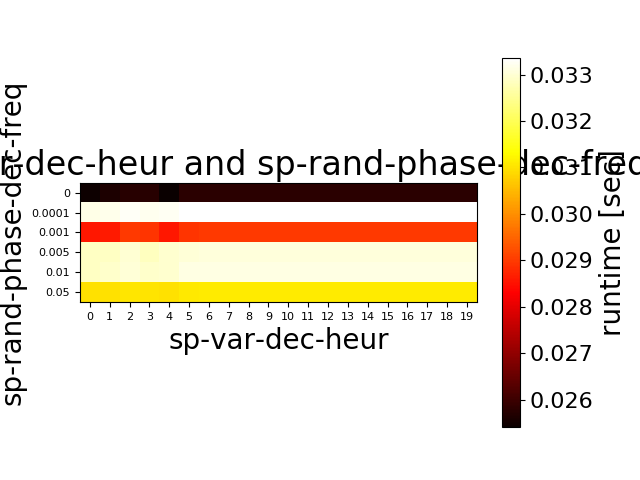 r-dec-heur and sp-rand-phase-dec-freq
sp-rand-phase-dec-freq
0
0.0001
0.001
0.005
0.01
0.05
0 1 2 3 4 5 6 7 8 9 10 11 12 13 14 15 16 17 18 19
sp-var-dec-heur
0.033
0.032
0.031
0.030
0.029
0.028
0.027
0.026
runtime [sec]